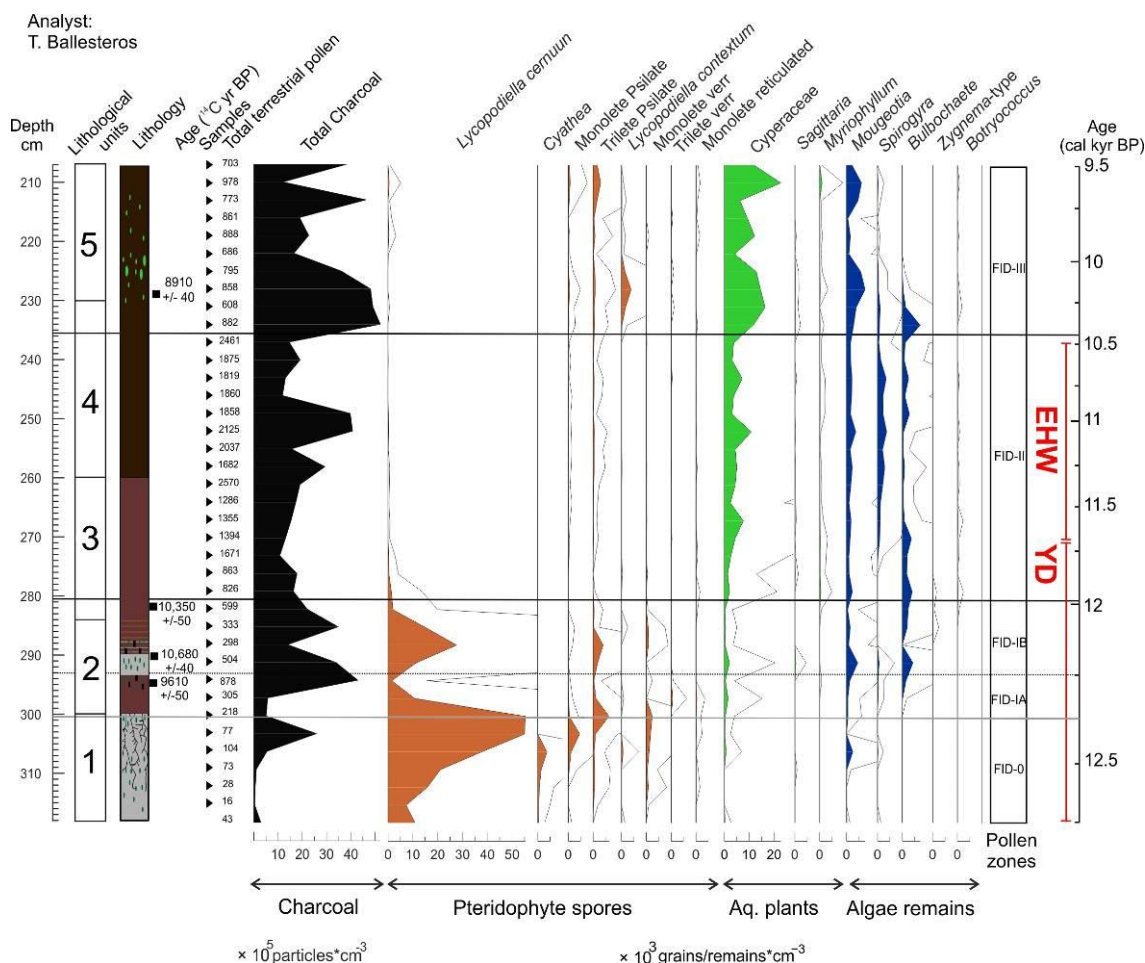 Analyst:
T. Ballesteros
Depth
cm
Lithological
units
Lithology
Age (¹⁴C yr BP)
Samples
Total terrestrial pollen
Total Charcoal
Lycopodiella cernuun
Cyathea
Monolete Psilate
Trilete Psilate
Lycopodiella contextum
Monolete verr
Trilete verr
Monolete reticulated
Cyperaceae
Sagittaria
Myriophyllum
Mougeotia
Spirogyra
Bulbochaete
Zygnema-type
Botryococcus
Age
(cal kyr BP)
210
220
230
240
250
260
270
280
290
300
310
5
4
3
2
1
8910
+/- 40
10,350
+/-50
10,680
+/-40
9610
+/-50
703
978
773
861
888
686
795
858
608
882
2461
1875
1819
1860
1858
2125
2037
1682
2570
1286
1355
1394
1671
863
826
599
333
298
504
878
305
218
77
104
73
28
16
43
FID-III
FID-II
FID-IB
FID-IA
FID-0
9.5
10
10.5
11
11.5
12
12.5
EHW
YD
10 20 30 40
0 10 20 30 40 50
0 0 0 0 0 0 0
0 10 20 0 0
0 0 0 0 0
Pollen
zones
Charcoal
Pteridophyte spores
Aq. plants
Algae remains
× 10⁵ particles*cm⁻³
× 10³ grains/remains*cm⁻³